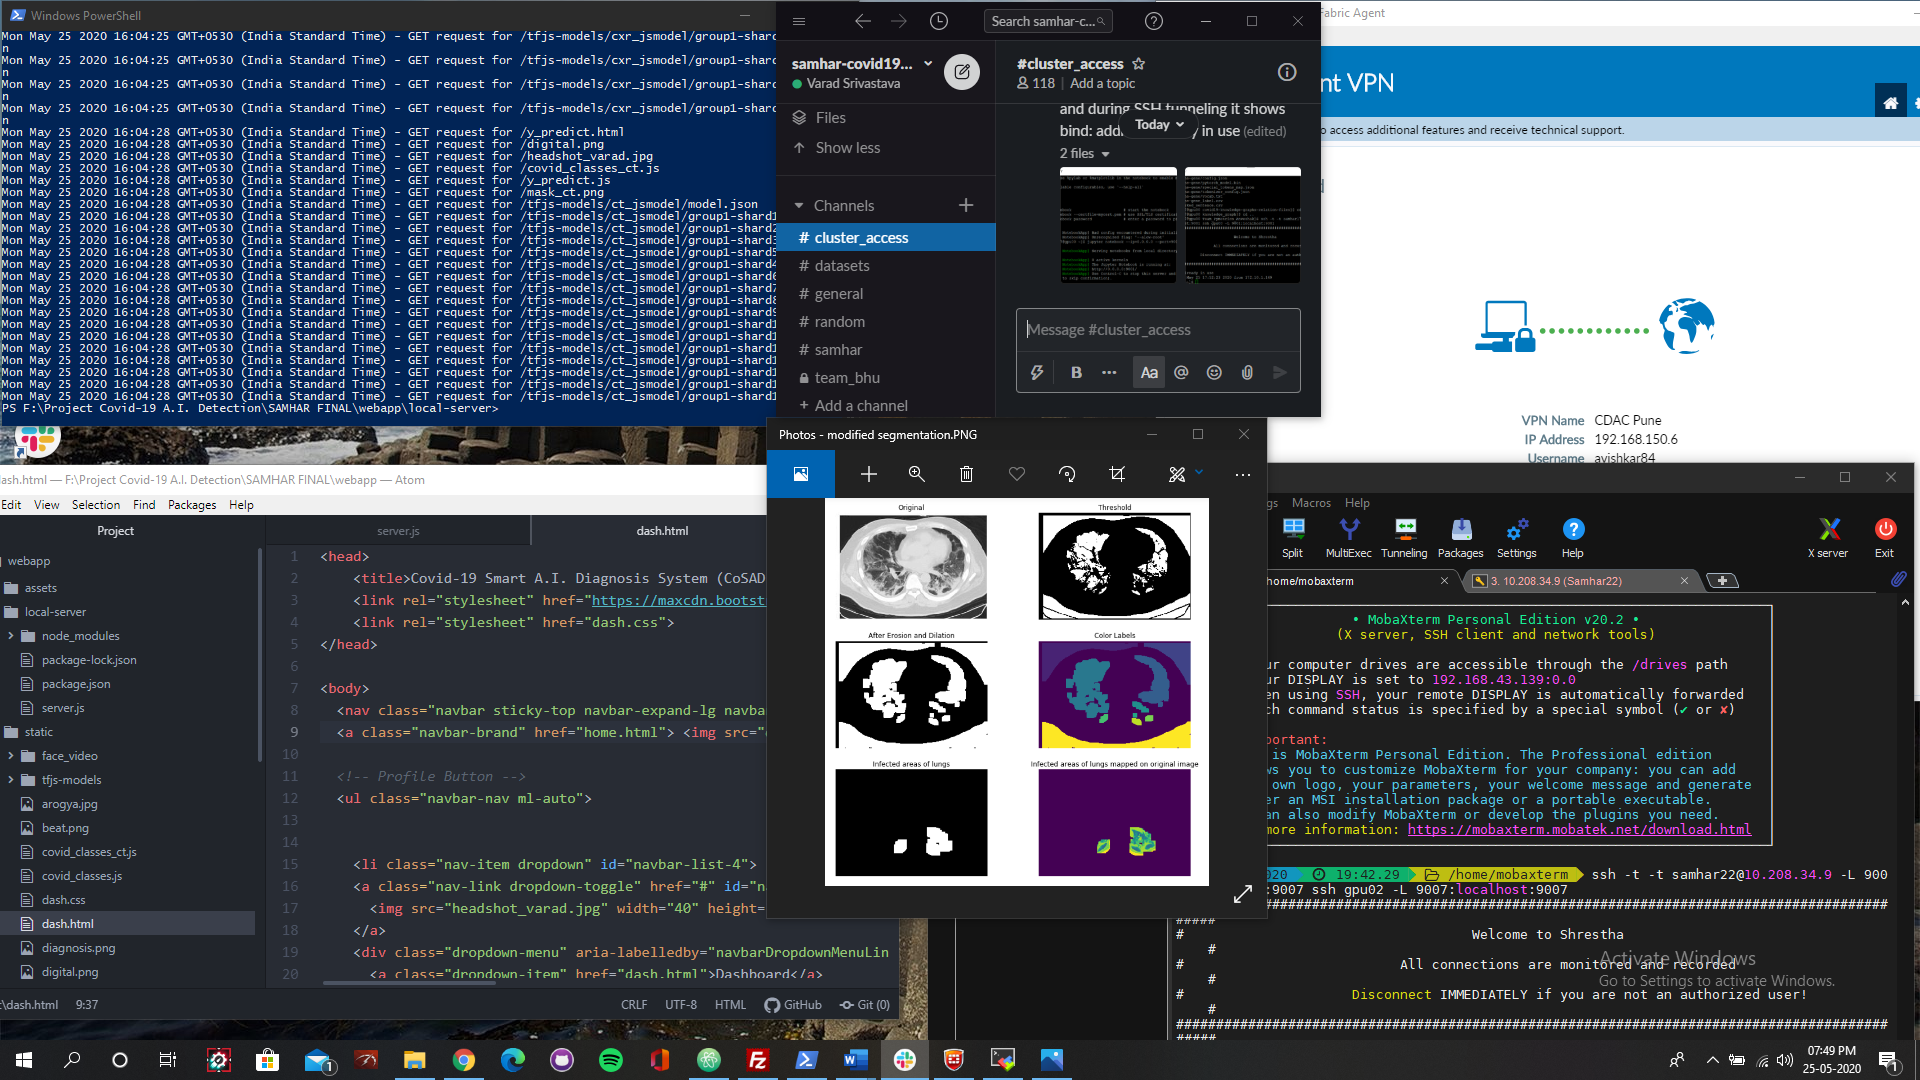 Windows PowerShell
Mon May 25 2020 16:04:25 GMT+0530 (India Standard Time) - GET request for /tfjs-models/cxr_jsmodel/group1-shard
n
Mon May 25 2020 16:04:25 GMT+0530 (India Standard Time) - GET request for /tfjs-models/cxr_jsmodel/group1-shard
n
Mon May 25 2020 16:04:25 GMT+0530 (India Standard Time) - GET request for /tfjs-models/cxr_jsmodel/group1-shard
n
Mon May 25 2020 16:04:25 GMT+0530 (India Standard Time) - GET request for /tfjs-models/cxr_jsmodel/group1-shard
n
Mon May 25 2020 16:04:28 GMT+0530 (India Standard Time) - GET request for /y_predict.html
Mon May 25 2020 16:04:28 GMT+0530 (India Standard Time) - GET request for /digital.png
Mon May 25 2020 16:04:28 GMT+0530 (India Standard Time) - GET request for /headshot_varad.jpg
Mon May 25 2020 16:04:28 GMT+0530 (India Standard Time) - GET request for /covid_classes_ct.js
Mon May 25 2020 16:04:28 GMT+0530 (India Standard Time) - GET request for /y_predict.js
Mon May 25 2020 16:04:28 GMT+0530 (India Standard Time) - GET request for /mask_ct.png
Mon May 25 2020 16:04:28 GMT+0530 (India Standard Time) - GET request for /tfjs-models/ct_jsmodel/model.json
Mon May 25 2020 16:04:28 GMT+0530 (India Standard Time) - GET request for /tfjs-models/ct_jsmodel/group1-shard1
Mon May 25 2020 16:04:28 GMT+0530 (India Standard Time) - GET request for /tfjs-models/ct_jsmodel/group1-shard2
Mon May 25 2020 16:04:28 GMT+0530 (India Standard Time) - GET request for /tfjs-models/ct_jsmodel/group1-shard3
Mon May 25 2020 16:04:28 GMT+0530 (India Standard Time) - GET request for /tfjs-models/ct_jsmodel/group1-shard5
Mon May 25 2020 16:04:28 GMT+0530 (India Standard Time) - GET request for /tfjs-models/ct_jsmodel/group1-shard4
Mon May 25 2020 16:04:28 GMT+0530 (India Standard Time) - GET request for /tfjs-models/ct_jsmodel/group1-shard6
Mon May 25 2020 16:04:28 GMT+0530 (India Standard Time) - GET request for /tfjs-models/ct_jsmodel/group1-shard7
Mon May 25 2020 16:04:28 GMT+0530 (India Standard Time) - GET request for /tfjs-models/ct_jsmodel/group1-shard8
Mon May 25 2020 16:04:28 GMT+0530 (India Standard Time) - GET request for /tfjs-models/ct_jsmodel/group1-shard9
Mon May 25 2020 16:04:28 GMT+0530 (India Standard Time) - GET request for /tfjs-models/ct_jsmodel/group1-shard1
Mon May 25 2020 16:04:28 GMT+0530 (India Standard Time) - GET request for /tfjs-models/ct_jsmodel/group1-shard1
Mon May 25 2020 16:04:28 GMT+0530 (India Standard Time) - GET request for /tfjs-models/ct_jsmodel/group1-shard1
Mon May 25 2020 16:04:28 GMT+0530 (India Standard Time) - GET request for /tfjs-models/ct_jsmodel/group1-shard1
Mon May 25 2020 16:04:28 GMT+0530 (India Standard Time) - GET request for /tfjs-models/ct_jsmodel/group1-shard1
Mon May 25 2020 16:04:28 GMT+0530 (India Standard Time) - GET request for /tfjs-models/ct_jsmodel/group1-shard1
Mon May 25 2020 16:04:28 GMT+0530 (India Standard Time) - GET request for /tfjs-models/ct_jsmodel/group1-shard1
PS F:\Project Covid-19 A.I. Detection\SAMHAR FINAL\webapp\local-server>
Search samhar-c...
samhar-covid19...
Varad Srivastava
Files
Show less
Channels
# cluster_access
# datasets
# general
# random
# samhar
team_bhu
+ Add a channel
#cluster_access
118 | Add a topic
and during SSH tunneling it shows
bind: in use (edited)
Today
2 files
Message #cluster_access
B
Aa
Fabric Agent
nt VPN
o access additional features and receive technical support.
VPN Name CDAC Pune
IP Address 192.168.150.6
Username avishkar84
ash.html — F:\Project Covid-19 A.I. Detection\SAMHAR FINAL\webapp — Atom
Edit View Selection Find Packages Help
Project
webapp
assets
local-server
node_modules
package-lock.json
package.json
server.js
static
face_video
tfjs-models
arogya.jpg
beat.png
covid_classes_ct.js
covid_classes.js
dash.css
dash.html
diagnosis.png
digital.png
server.js
dash.html
1 <head>
2 <title>Covid-19 Smart A.I. Diagnosis System (CoSAD
3 <link rel="stylesheet" href="https://maxcdn.bootst
4 <link rel="stylesheet" href="dash.css">
5 </head>
6
7 <body>
8 <nav class="navbar sticky-top navbar-expand-lg navba
9 <a class="navbar-brand" href="home.html"> <img src="
10
11 <!-- Profile Button -->
12 <ul class="navbar-nav ml-auto">
13
14
15 <li class="nav-item dropdown" id="navbar-list-4">
16 <a class="nav-link dropdown-toggle" href="#" id="na
17 <img src="headshot_varad.jpg" width="40" height=
18 </a>
19 <div class="dropdown-menu" aria-labelledby="navbarDropdownMenuLin
20 <a class="dropdown-item" href="dash.html">Dashboard</a>
:\dash.html 9:37
CRLF UTF-8 HTML GitHub Git (0)
Photos - modified segmentation.PNG
Original
Threshold
After Erosion and Dilation
Color Labels
Infected areas of lungs
Infected areas of lungs mapped on original image
gs Macros Help
Split MultiExec Tunneling Packages Settings Help
X server Exit
home/mobaxterm
3. 10.208.34.9 (Samhar22)
• MobaXterm Personal Edition v20.2 •
(X server, SSH client and network tools)
ur computer drives are accessible through the /drives path
ur DISPLAY is set to 192.168.43.139:0.0
en using SSH, your remote DISPLAY is automatically forwarded
ch command status is specified by a special symbol (✔ or ✘)
portant:
is MobaXterm Personal Edition. The Professional edition
ws you to customize MobaXterm for your company: you can add
own logo, your parameters, your welcome message and generate
er an MSI installation package or a portable executable.
an also modify MobaXterm or develop the plugins you need.
more information: https://mobaxterm.mobatek.net/download.html
020 19:42.29 /home/mobaxterm ssh -t -t samhar22@10.208.34.9 -L 900
:9007 ssh gpu02 -L 9007:localhost:9007
#####
# Welcome to Shrestha
#
# All connections are monitored and recorded
#
# Disconnect IMMEDIATELY if you are not an authorized user!
#
#####
Activate Windows
Go to Settings to activate Windows.
07:49 PM
25-05-2020